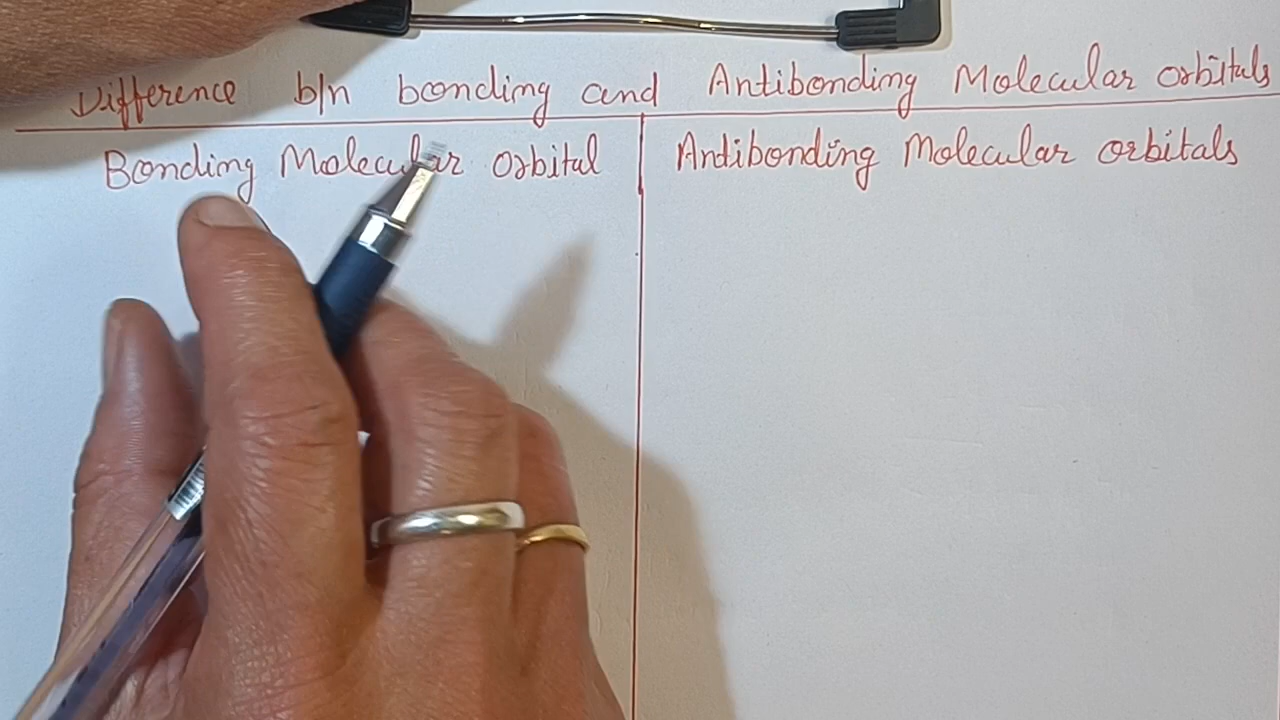 Difference b/n bonding and Antibonding Molecular orbitals
Bonding Molecular orbital
Antibonding Molecular orbitals